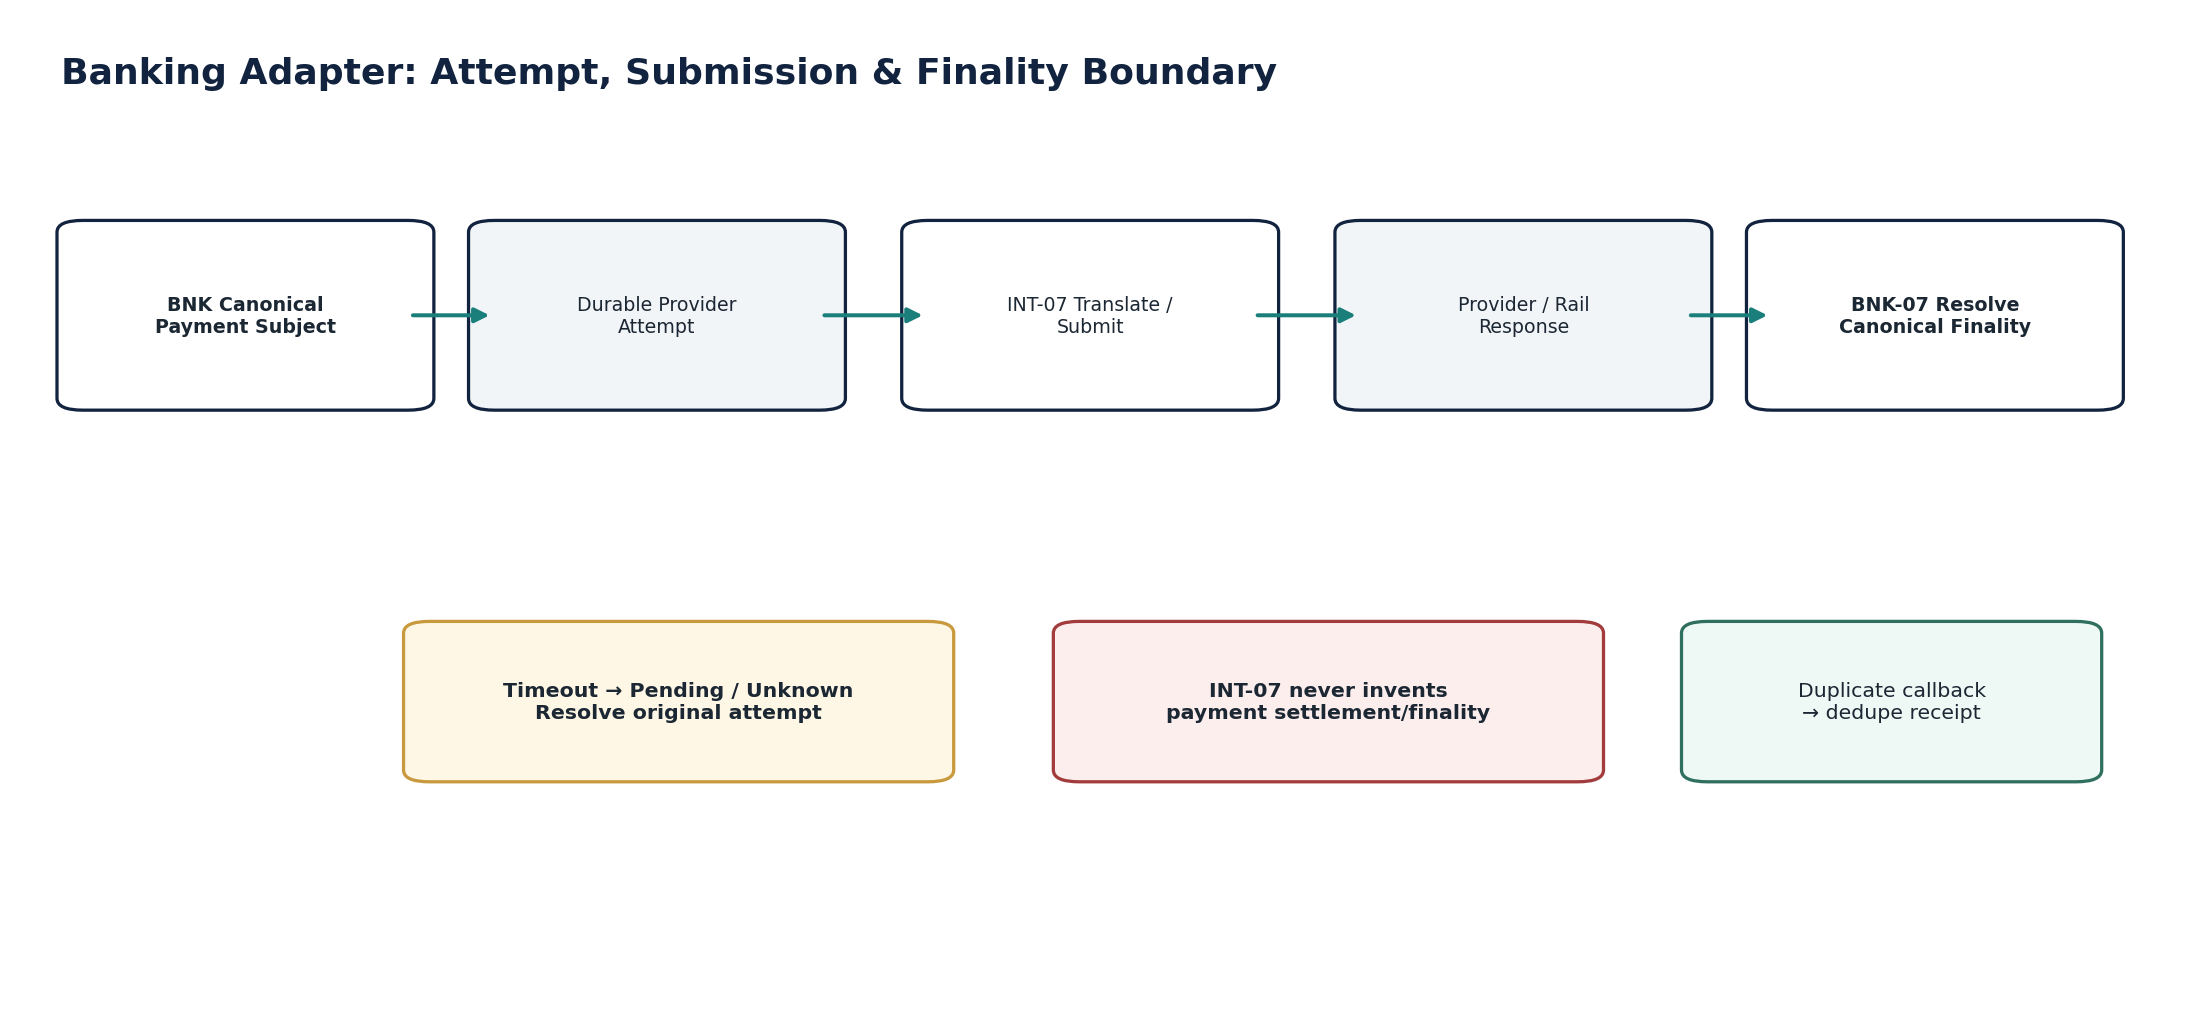 Banking Adapter: Attempt, Submission & Finality Boundary
BNK Canonical
Payment Subject
Durable Provider
Attempt
INT-07 Translate /
Submit
Provider / Rail
Response
BNK-07 Resolve
Canonical Finality
Timeout → Pending / Unknown
Resolve original attempt
INT-07 never invents
payment settlement/finality
Duplicate callback
→ dedupe receipt